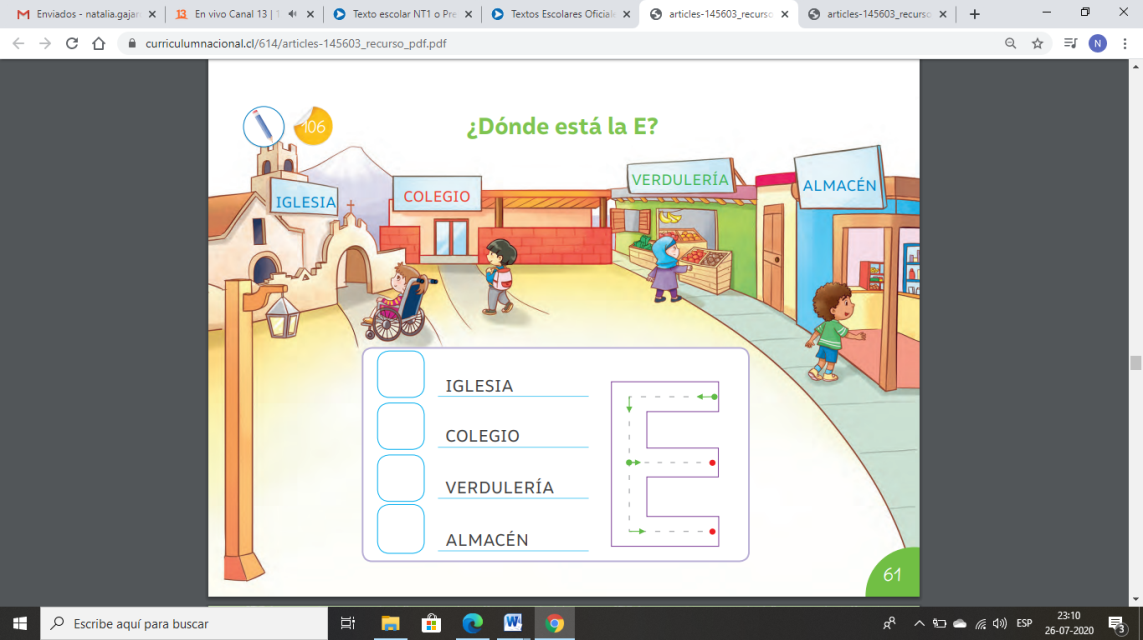 Enviados - natalia.gajar
En vivo Canal 13 | 1
Texto escolar NT1 o Pre
Textos Escolares Oficiale
articles-145603_recurso
articles-145603_recurso
curriculumnacional.cl/614/articles-145603_recurso_pdf.pdf
N
106
¿Dónde está la E?
IGLESIA
COLEGIO
VERDULERÍA
ALMACÉN
IGLESIA
COLEGIO
VERDULERÍA
ALMACÉN
E
61
Escribe aquí para buscar
ESP
23:10
26-07-2020
3